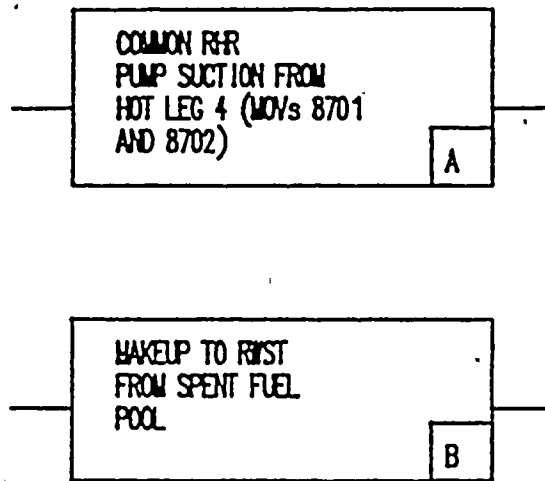 COMMON RHR
PUMP SUCTION FROM
HOT LEG 4 (MOVs 8701
AND 8702)
A
MAKEUP TO RWST
FROM SPENT FUEL
POOL
B